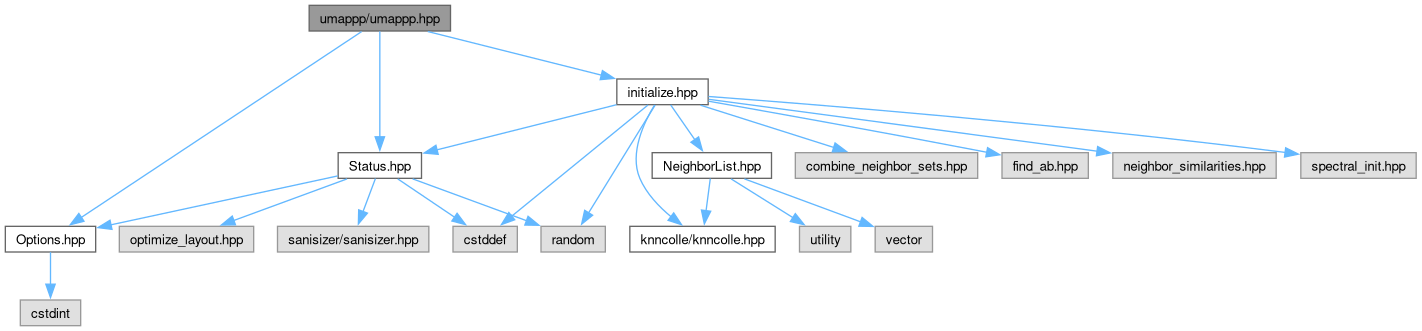 umappp/umappp.hpp
initialize.hpp
Status.hpp
NeighborList.hpp
combine_neighbor_sets.hpp
find_ab.hpp
neighbor_similarities.hpp
spectral_init.hpp
Options.hpp
optimize_layout.hpp
sanisizer/sanisizer.hpp
cstddef
random
knncolle/knncolle.hpp
utility
vector
cstdint